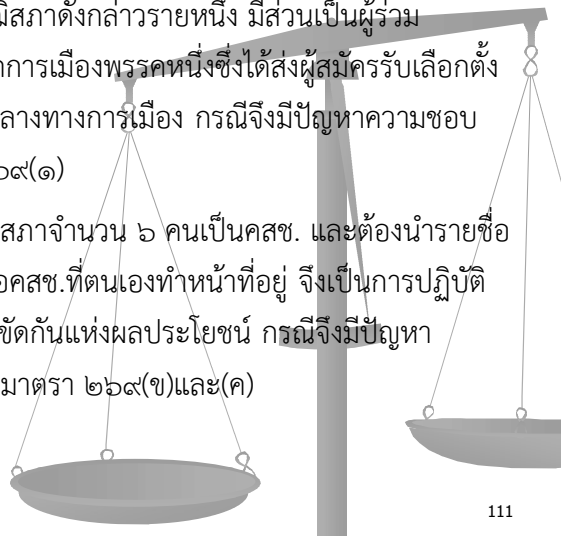 มิสภาดังกล่าวรายหนึ่ง มีส่วนเป็นผู้ร่วม
การเมืองพรรคหนึ่งซึ่งได้ส่งผู้สมัครรับเลือกตั้ง
ลางทางการเมือง กรณีจึงมีปัญหาความชอบ
๖๙(๑)
สภาจำนวน ๖ คนเป็นคสช. และต้องนำรายชื่อ
อคสช.ที่ตนเองทำหน้าที่อยู่ จึงเป็นการปฏิบัติ
ขัดกันแห่งผลประโยชน์ กรณีจึงมีปัญหา
มาตรา ๒๖๙(ข)และ(ค)
111